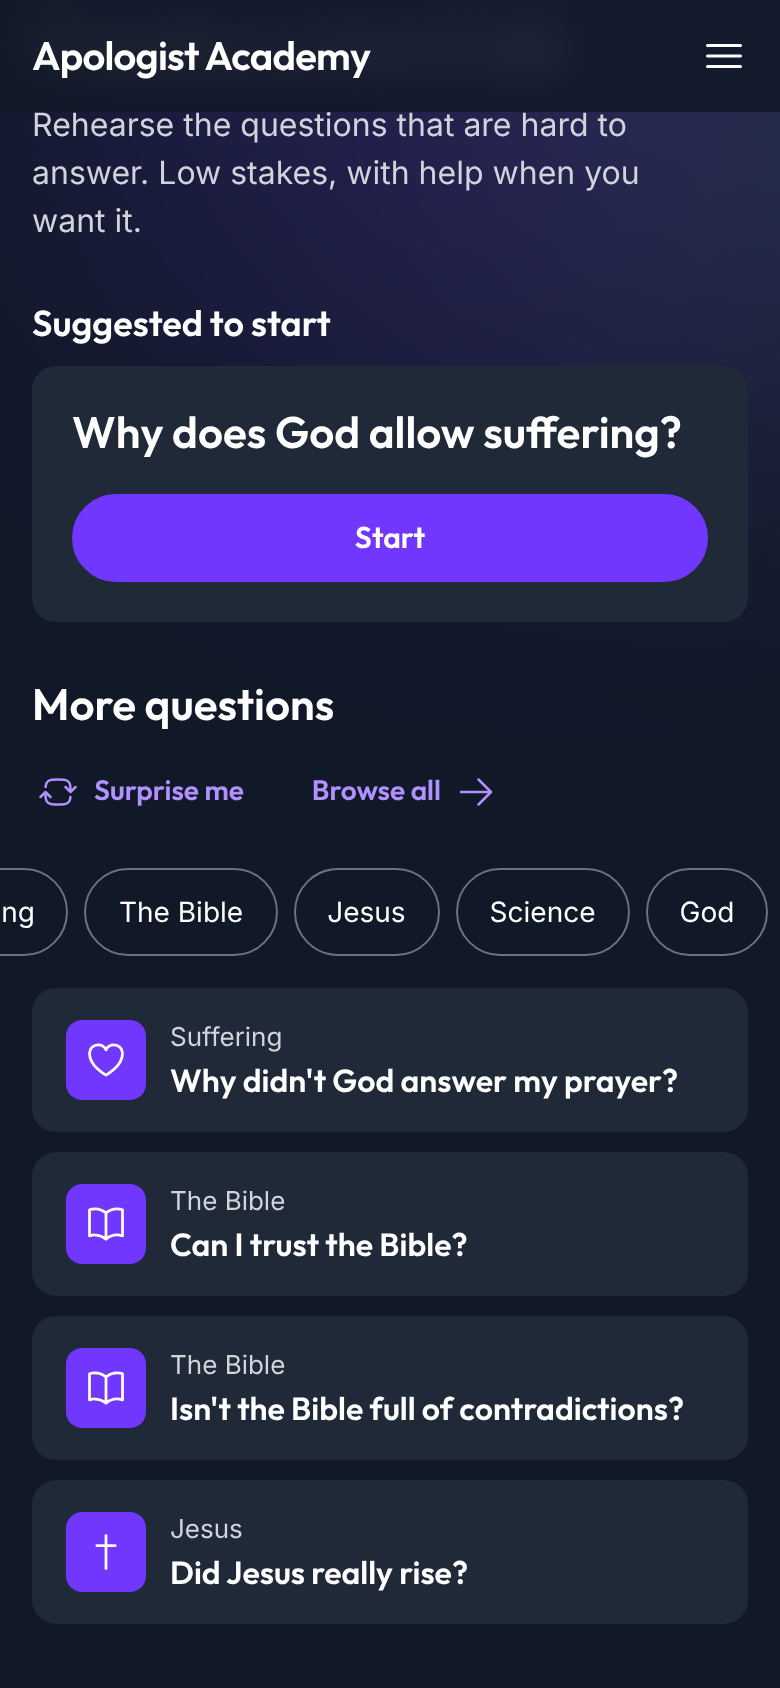 Apologist Academy
Rehearse the questions that are hard to
answer. Low stakes, with help when you
want it.
Suggested to start
Why does God allow suffering?
Start
More questions
Surprise me
Browse all
ng
The Bible
Jesus
Science
God
Suffering
Why didn't God answer my prayer?
The Bible
Can I trust the Bible?
The Bible
Isn't the Bible full of contradictions?
Jesus
Did Jesus really rise?